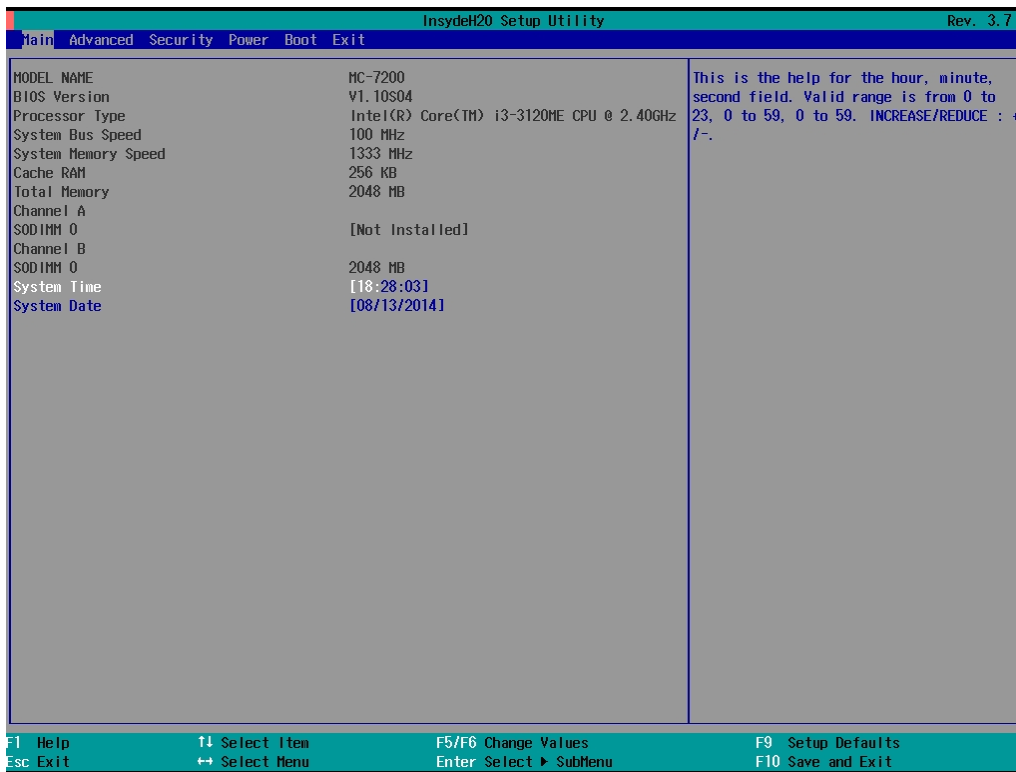 InsydeH20 Setup Utility Rev. 3.7
Main Advanced Security Power Boot Exit
MODEL NAME MC-7200
BIOS Version V1.10S04
Processor Type Intel(R) Core(TM) i3-3120ME CPU @ 2.40GHz
System Bus Speed 100 MHz
System Memory Speed 1333 MHz
Cache RAM 256 KB
Total Memory 2048 MB
Channel A
SODIMM 0 [Not Installed]
Channel B
SODIMM 0 2048 MB
System Time [18:28:03]
System Date [08/13/2014]
This is the help for the hour, minute,
second field. Valid range is from 0 to
23, 0 to 59, 0 to 59. INCREASE/REDUCE : +
/-.
F1 Help ↑↓ Select Item F5/F6 Change Values F9 Setup Defaults
Esc Exit ↔ Select Menu Enter Select ▶ SubMenu F10 Save and Exit